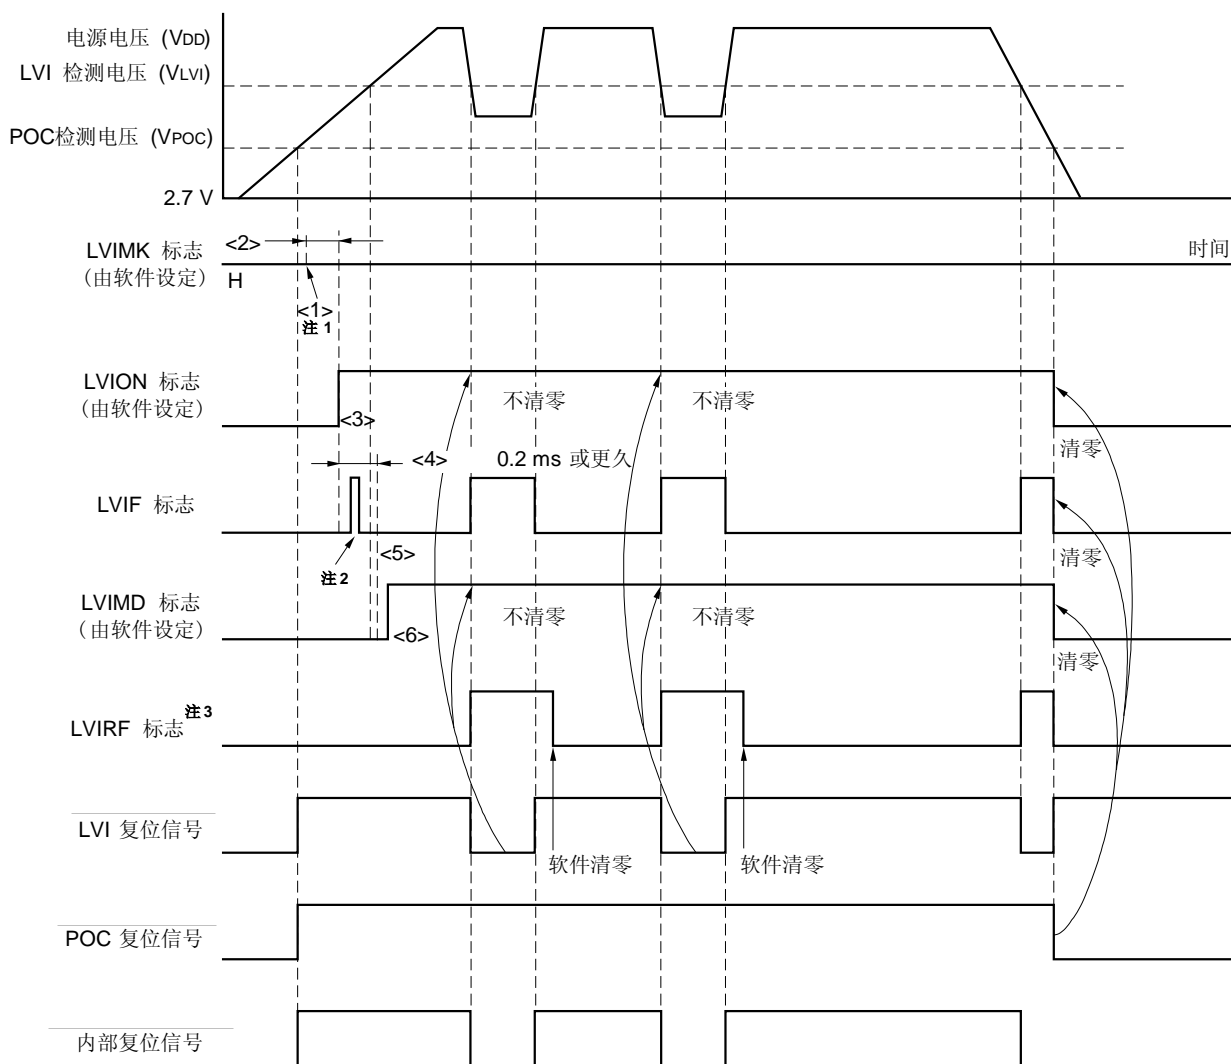 电源电压 (VDD)
LVI 检测电压 (VLVI)
POC检测电压 (VPOC)
2.7 V
<2>
LVIMK 标志
(由软件设定)
H
时间
<1>
注 1
LVION 标志
(由软件设定)
不清零
不清零
<3>
清零
<4>
0.2 ms 或更久
LVIF 标志
<5>
清零
注 2
LVIMD 标志
(由软件设定)
不清零
不清零
<6>
清零
LVIRF 标志注 3
LVI 复位信号
软件清零
软件清零
POC 复位信号
内部复位信号